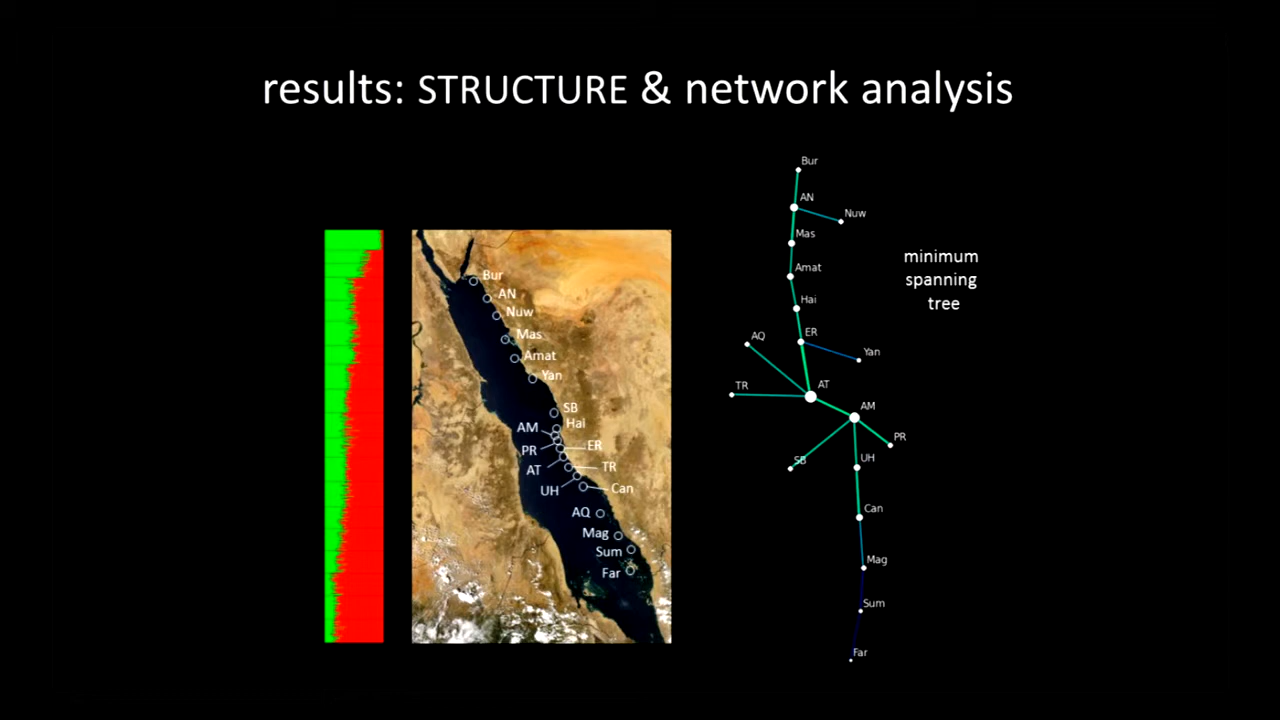 results: STRUCTURE & network analysis
Bur
AN
Nuw
Mas
Amat
Yan
SB
Hai
AM
ER
PR
AT
TR
UH
Can
AQ
Mag
Sum
Far
Bur
AN
Nuw
Mas
Amat
Hai
ER
AQ
Yan
TR
AT
AM
PR
SB
UH
Can
Mag
Sum
Far
minimum
spanning
tree